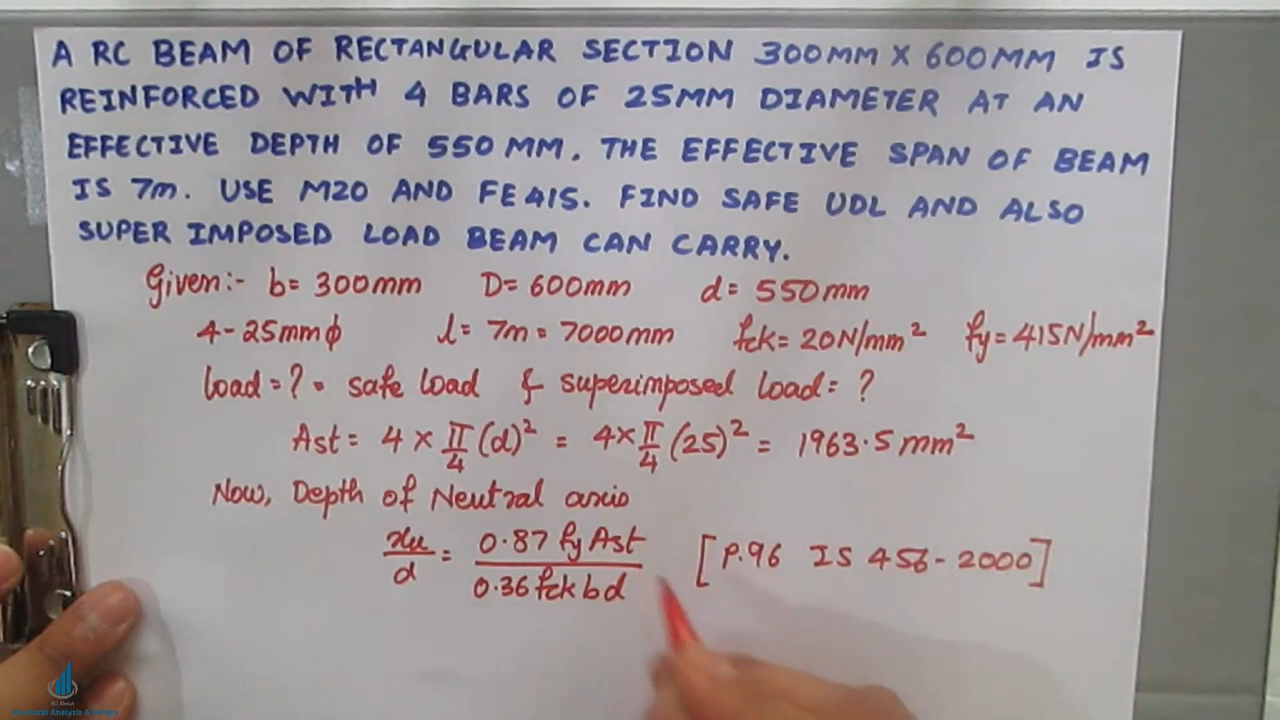 A RC BEAM OF RECTANGULAR SECTION 300MM X 600MM IS
REINFORCED WITH 4 BARS OF 25MM DIAMETER AT AN
EFFECTIVE DEPTH OF 550 MM. THE EFFECTIVE SPAN OF BEAM
IS 7m. USE M20 AND FE415. FIND SAFE UDL AND ALSO
SUPER IMPOSED LOAD BEAM CAN CARRY.
Given:- b= 300mm D= 600mm d= 550mm
4-25mmϕ l= 7m = 7000mm fck= 20N/mm² fy= 415N/mm²
load=? = safe load & superimposed load= ?
Ast= 4 × π/4 (d)² = 4×π/4 (25)² = 1963.5 mm²
Now, Depth of Neutral axis
xu/d = 0.87 fy Ast / 0.36 fck b d [P.96 IS 456-2000]
Structural Analysis & Design